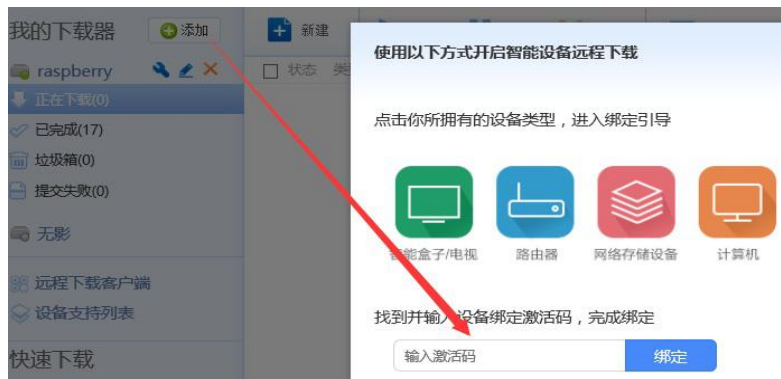 我的下载器
添加
新建
raspberry
状态
使用以下方式开启智能设备远程下载
正在下载(0)
已完成(17)
点击你所拥有的设备类型，进入绑定引导
垃圾箱(0)
提交失败(0)
无影
智能盒子/电视
路由器
网络存储设备
计算机
远程下载客户端
设备支持列表
找到并输入设备绑定激活码，完成绑定
快速下载
输入激活码
绑定